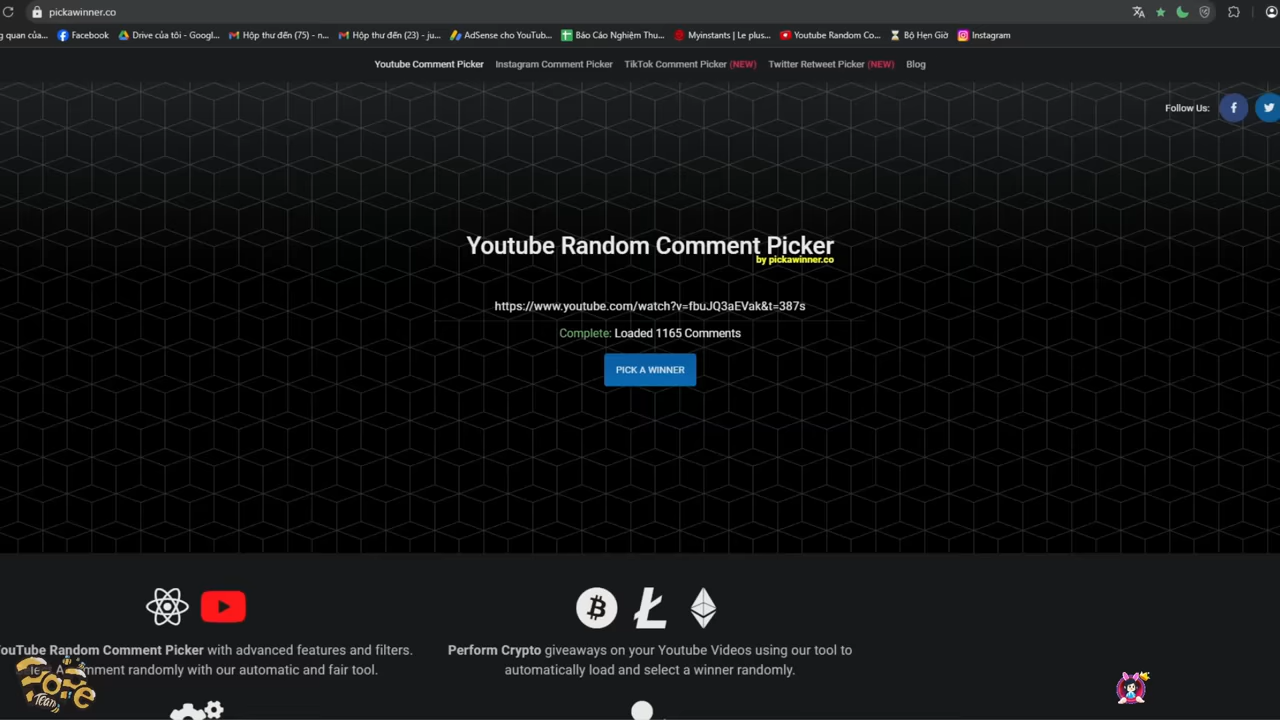 pickawinner.co
ng quan của...
Facebook
Drive của tôi - Googl...
Hộp thư đến (75) - n...
Hộp thư đến (23) - ju...
AdSense cho YouTub...
Báo Cáo Nghiệm Thu...
Myinstants | Le plus...
Youtube Random Co...
Bộ Hẹn Giờ
Instagram
Youtube Comment Picker
Instagram Comment Picker
TikTok Comment Picker (NEW)
Twitter Retweet Picker (NEW)
Blog
Follow Us:
Youtube Random Comment Picker
by pickawinner.co
https://www.youtube.com/watch?v=fbuJQ3aEVak&t=387s
Complete: Loaded 1165 Comments
PICK A WINNER
YouTube Random Comment Picker with advanced features and filters.
comment randomly with our automatic and fair tool.
Perform Crypto giveaways on your Youtube Videos using our tool to
automatically load and select a winner randomly.
Team